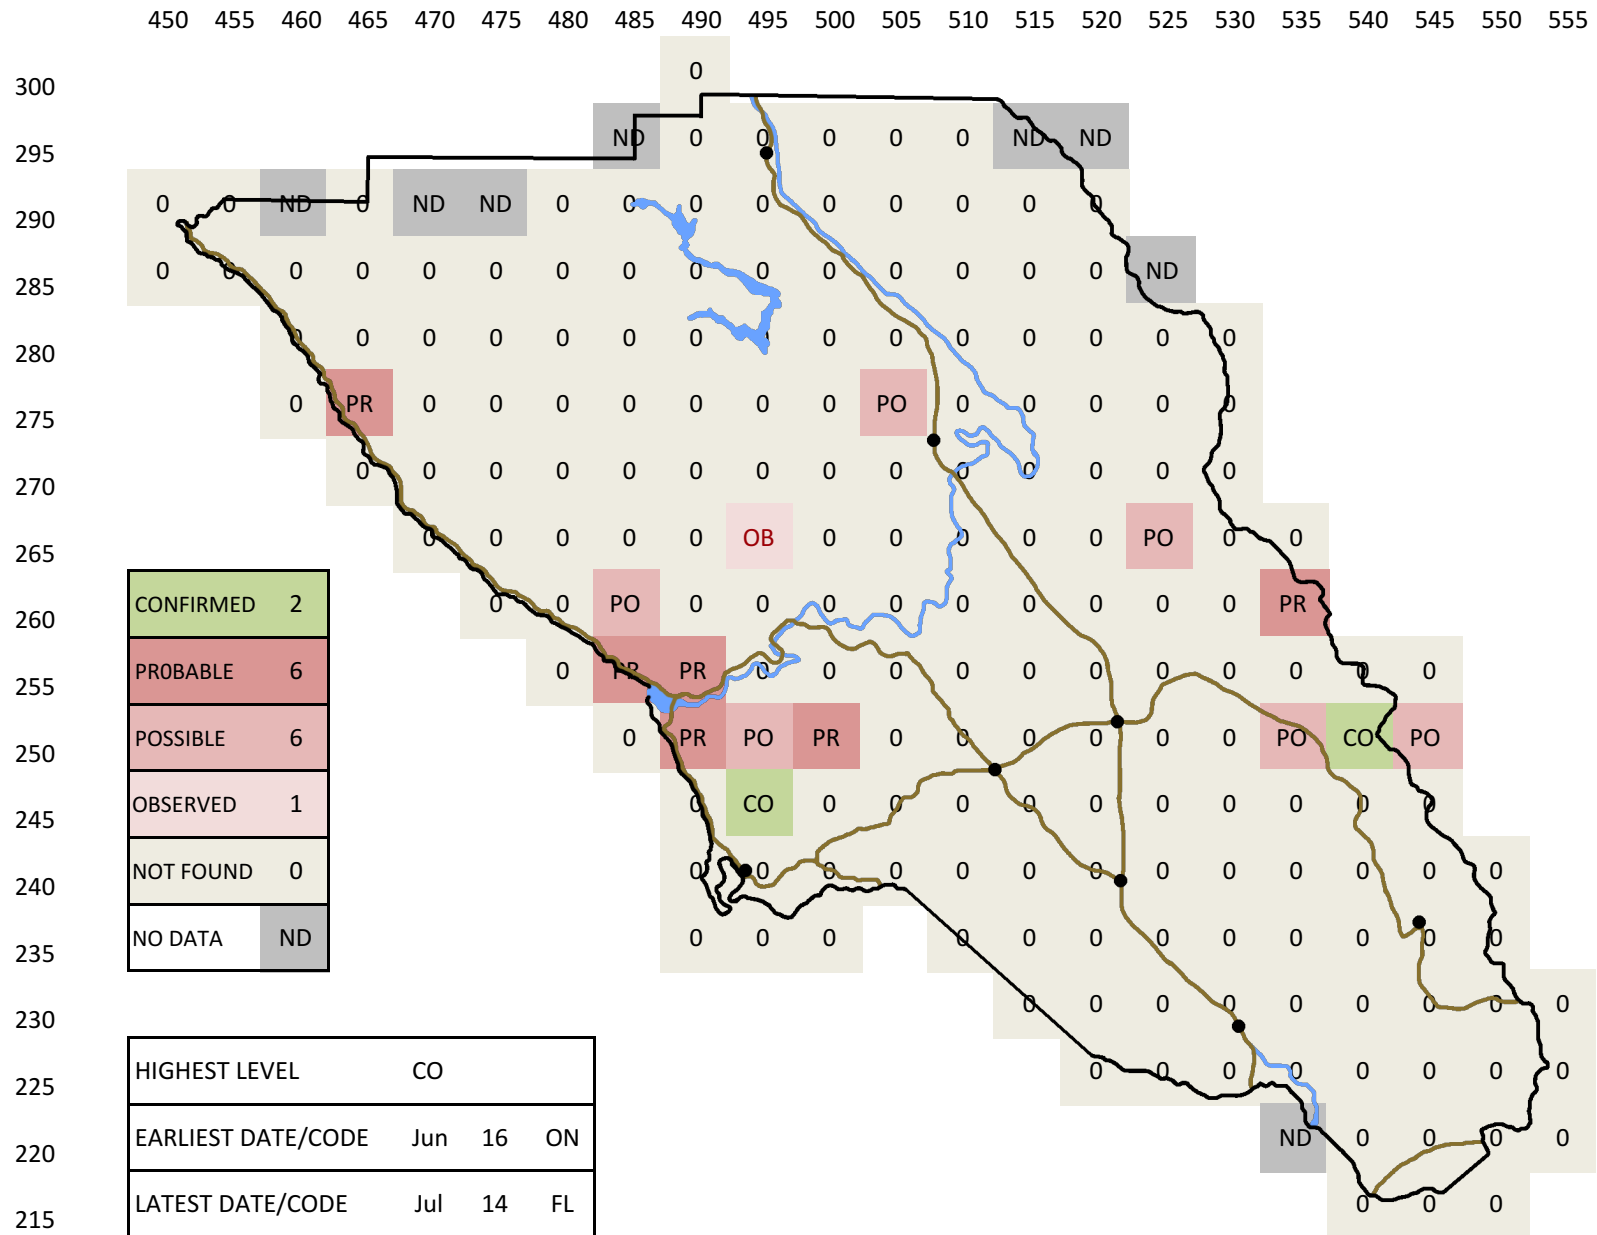 450 455 460 465 470 475 480 485 490 495 500 505 510 515 520 525 530 535 540 545 550 555
300 0
295 ND 0 0 0 0 0 ND ND
290 0 0 ND 0 ND ND 0 0 0 0 0 0 0 0 0
285 0 0 0 0 0 0 0 0 0 0 0 0 0 0 0 ND
280 0 0 0 0 0 0 0 0 0 0 0 0 0 0 0
275 0 PR 0 0 0 0 0 0 0 PO 0 0 0 0 0
270 0 0 0 0 0 0 0 0 0 0 0 0 0 0
265 0 0 0 0 0 OB 0 0 0 0 0 PO 0 0
260 0 0 PO 0 0 0 0 0 0 0 0 0 PR
255 0 PR PR 0 0 0 0 0 0 0 0 0 0 0
250 0 PR PO PR 0 0 0 0 0 0 PO CO PO
245 0 CO 0 0 0 0 0 0 0 0 0 0
240 0 0 0 0 0 0 0 0 0 0 0 0 0
235 0 0 0 0 0 0 0 0 0 0 0 0
230 0 0 0 0 0 0 0 0 0
225 0 0 0 0 0 0 0 0
220 ND 0 0 0 0
215 0 0 0
CONFIRMED 2
PR0BABLE 6
POSSIBLE 6
OBSERVED 1
NOT FOUND 0
NO DATA ND
HIGHEST LEVEL CO
EARLIEST DATE/CODE Jun 16 ON
LATEST DATE/CODE Jul 14 FL